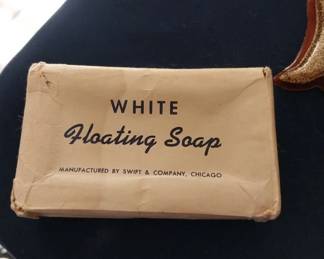 WHITE
Floating Soap
MANUFACTURED BY SWIFT & COMPANY, CHICAGO